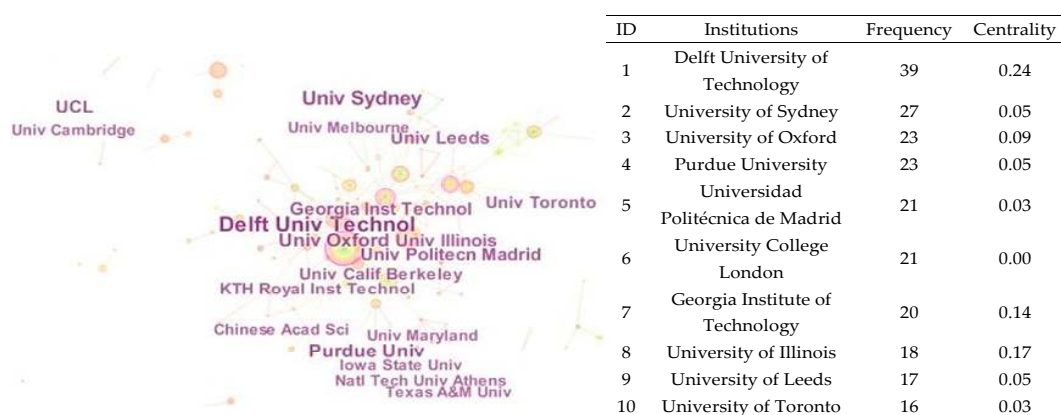 UCL
Univ Cambridge
Univ Sydney
Univ Melbourne
Univ Leeds
Univ Toronto
Georgia Inst Technol
Delft Univ Technol
Univ Oxford Univ Illinois
Univ Politecn Madrid
Univ Calif Berkeley
KTH Royal Inst Technol
Chinese Acad Sci
Univ Maryland
Purdue Univ
Iowa State Univ
Natl Tech Univ Athens
Texas A&M Univ
ID Institutions Frequency Centrality
1 Delft University of Technology 39 0.24
2 University of Sydney 27 0.05
3 University of Oxford 23 0.09
4 Purdue University 23 0.05
5 Universidad Politécnica de Madrid 21 0.03
6 University College London 21 0.00
7 Georgia Institute of Technology 20 0.14
8 University of Illinois 18 0.17
9 University of Leeds 17 0.05
10 University of Toronto 16 0.03